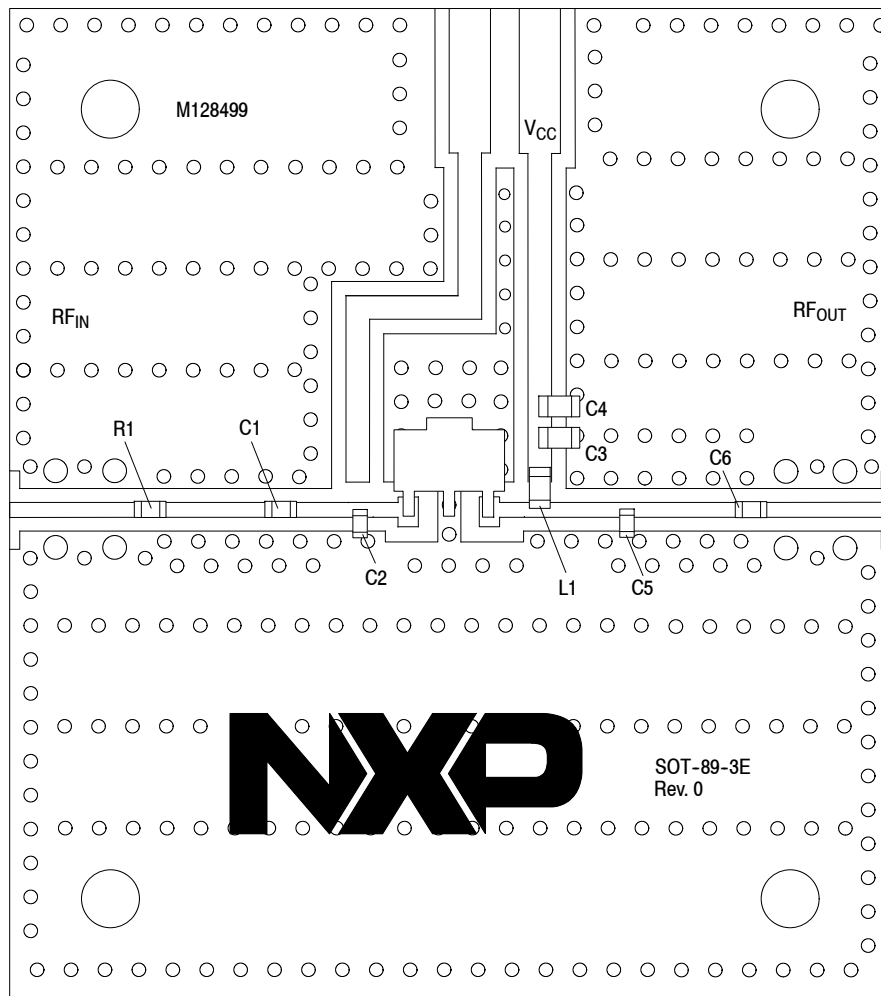 M128499
VCC
RFIN
RFOUT
C4
R1
C1
C3
C6
C2
L1
C5
NXP
SOT-89-3E
Rev. 0